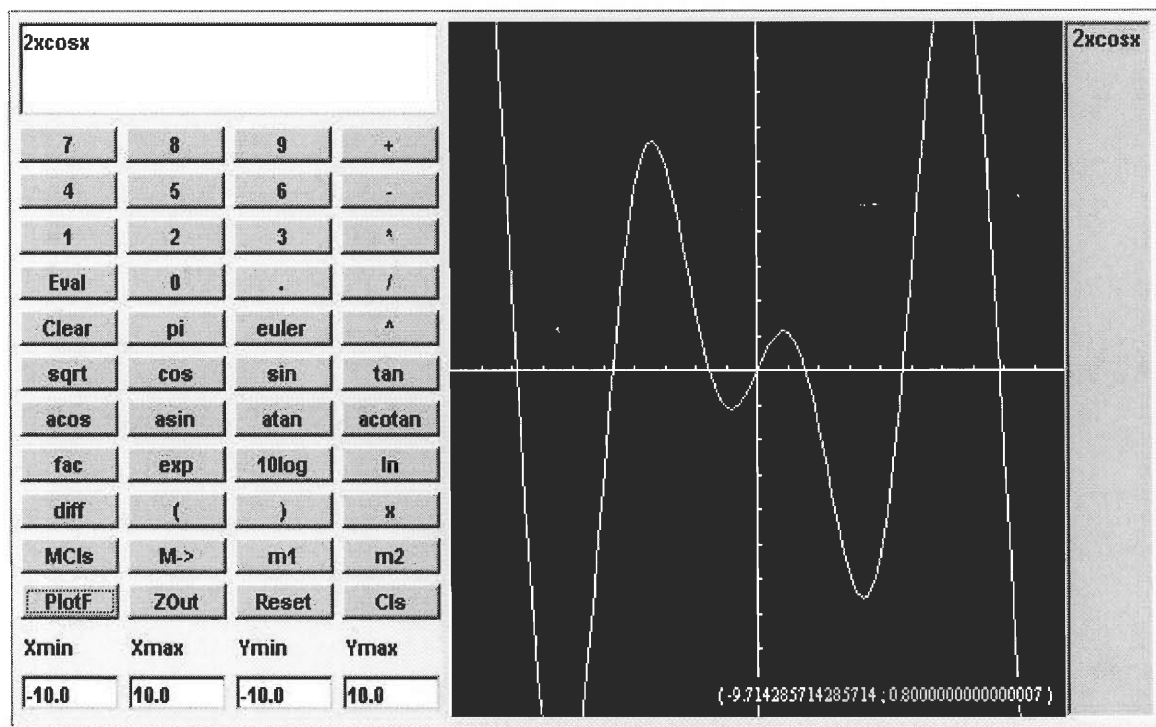 2xcosx
7 8 9 +
4 5 6 -
1 2 3 *
Eval 0 . /
Clear pi euler ^
sqrt cos sin tan
acos asin atan acotan
fac exp 10log ln
diff ( ) x
MCls M-> m1 m2
PlotF ZOut Reset Cls
Xmin Xmax Ymin Ymax
-10.0 10.0 -10.0 10.0
( -9.714285714285714 ; 0.8000000000000007 )
2xcosx